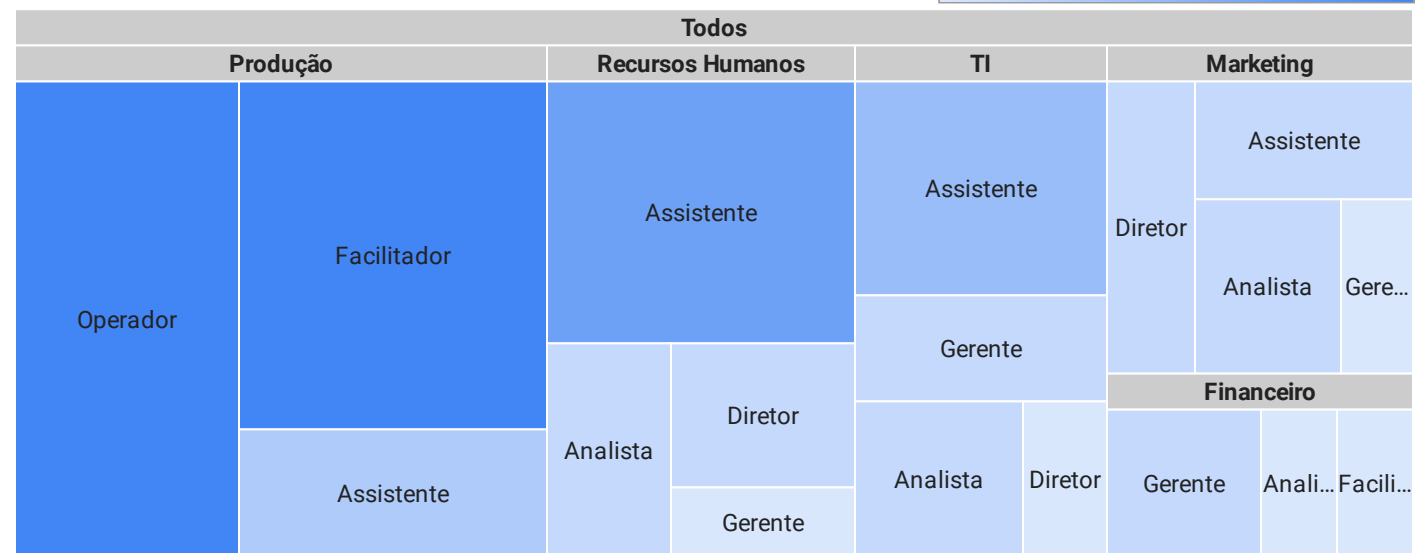 Todos
Produção
Recursos Humanos
TI
Marketing
Operador
Facilitador
Assistente
Assistente
Analista
Diretor
Gerente
Assistente
Gerente
Analista
Diretor
Diretor
Assistente
Analista
Gere...
Financeiro
Gerente
Anali...
Facili...